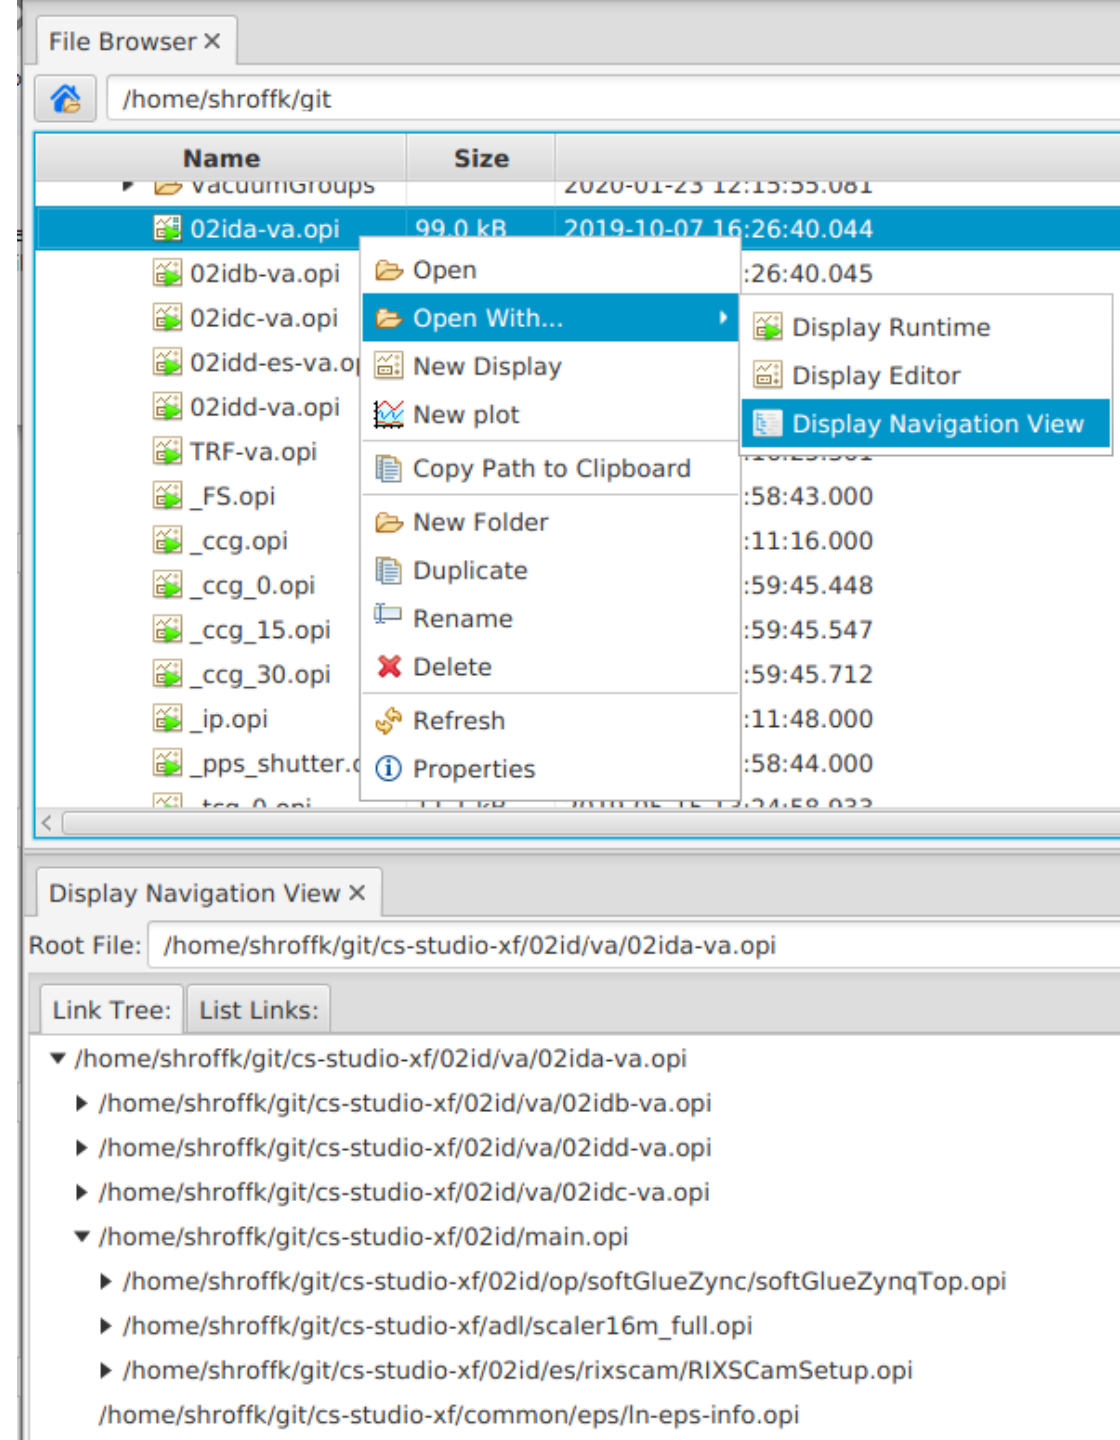 File Browser ×
/home/shroffk/git
Name Size
VacuumGroups 2020-01-23 12:15:55.081
02ida-va.opi 99.0 kB 2019-10-07 16:26:40.044
02idb-va.opi :26:40.045
02idc-va.opi
02idd-es-va.op
02idd-va.opi
TRF-va.opi
_FS.opi :58:43.000
_ccg.opi :11:16.000
_ccg_0.opi :59:45.448
_ccg_15.opi :59:45.547
_ccg_30.opi :59:45.712
_ip.opi :11:48.000
_pps_shutter. :58:44.000
Open
Open With...
New Display
New plot
Copy Path to Clipboard
New Folder
Duplicate
Rename
Delete
Refresh
Properties
Display Runtime
Display Editor
Display Navigation View
Display Navigation View ×
Root File: /home/shroffk/git/cs-studio-xf/02id/va/02ida-va.opi
Link Tree: List Links:
/home/shroffk/git/cs-studio-xf/02id/va/02ida-va.opi
/home/shroffk/git/cs-studio-xf/02id/va/02idb-va.opi
/home/shroffk/git/cs-studio-xf/02id/va/02idd-va.opi
/home/shroffk/git/cs-studio-xf/02id/va/02idc-va.opi
/home/shroffk/git/cs-studio-xf/02id/main.opi
/home/shroffk/git/cs-studio-xf/02id/op/softGlueZync/softGlueZynqTop.opi
/home/shroffk/git/cs-studio-xf/adl/scaler16m_full.opi
/home/shroffk/git/cs-studio-xf/02id/es/rixscam/RIXSCamSetup.opi
/home/shroffk/git/cs-studio-xf/common/eps/ln-eps-info.opi